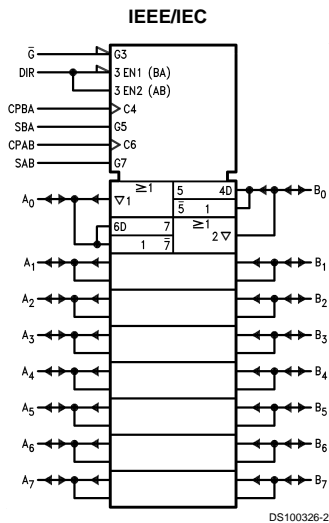 IEEE/IEC
G̅ G3
DIR 3 EN1 (BA)
3 EN2 (AB)
CPBA C4
SBA G5
CPAB C6
SAB G7
A₀ ▽1 ≥1 5 4D B₀
5̅ 1
6D 7 ≥1
1 7̅ 2▽
A₁ B₁
A₂ B₂
A₃ B₃
A₄ B₄
A₅ B₅
A₆ B₆
A₇ B₇
DS100326-2